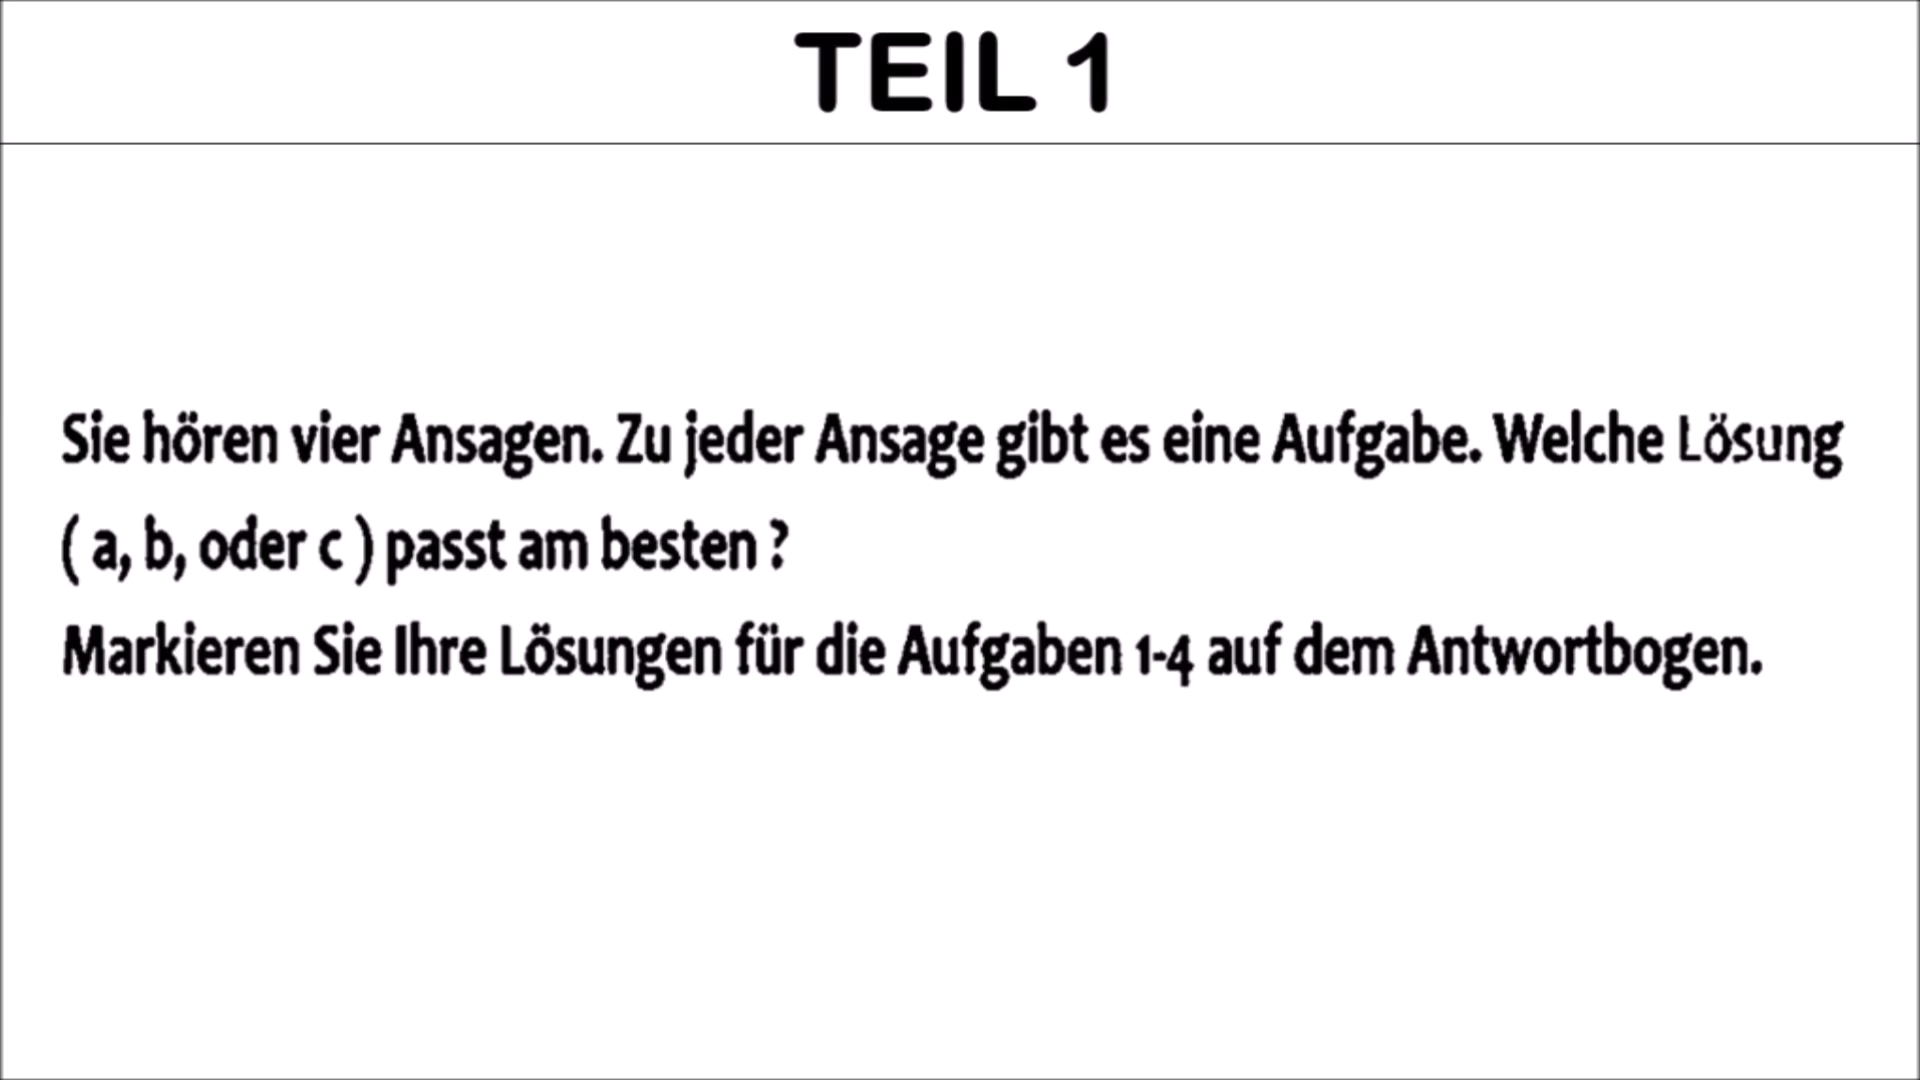 TEIL 1
Sie hören vier Ansagen. Zu jeder Ansage gibt es eine Aufgabe. Welche Lösung
( a, b, oder c ) passt am besten ?
Markieren Sie Ihre Lösungen für die Aufgaben 1-4 auf dem Antwortbogen.